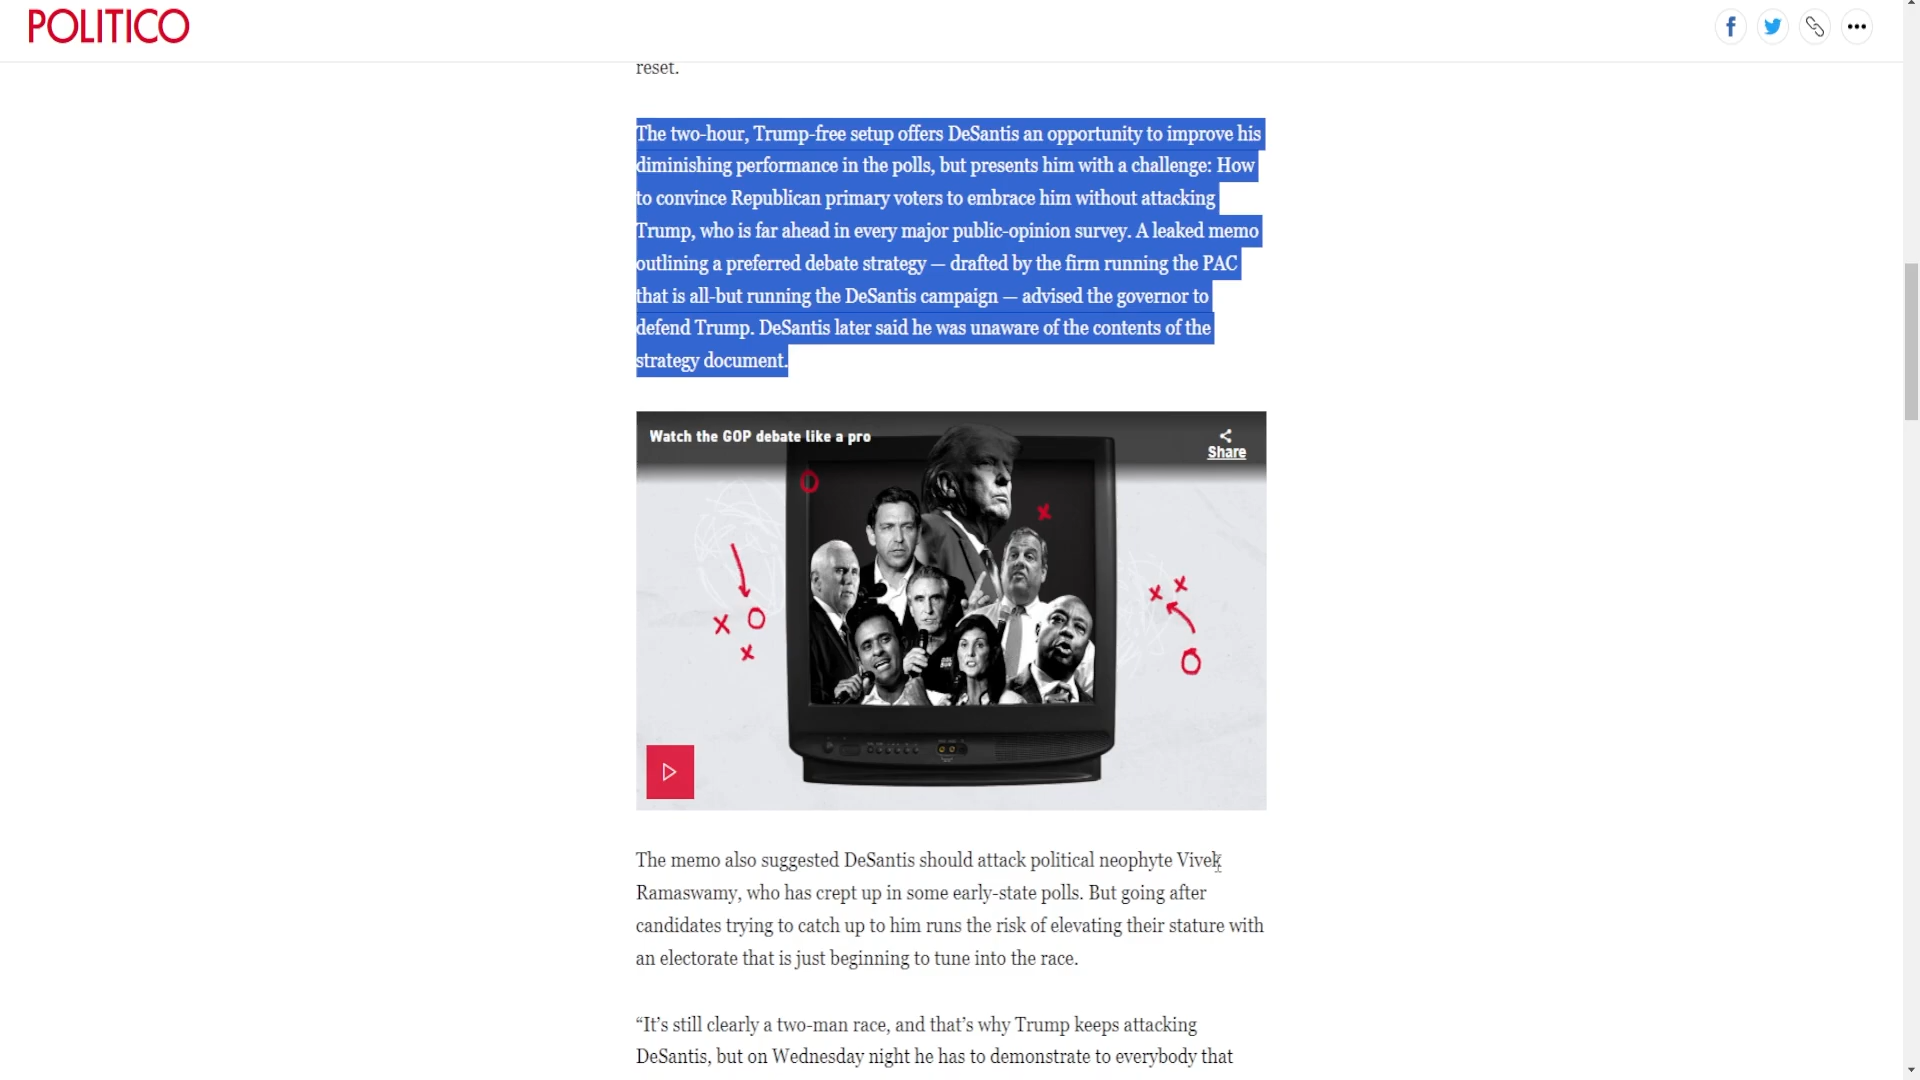 POLITICO
reset.
The two-hour, Trump-free setup offers DeSantis an opportunity to improve his
diminishing performance in the polls, but presents him with a challenge: How
to convince Republican primary voters to embrace him without attacking
Trump, who is far ahead in every major public-opinion survey. A leaked memo
outlining a preferred debate strategy — drafted by the firm running the PAC
that is all-but running the DeSantis campaign — advised the governor to
defend Trump. DeSantis later said he was unaware of the contents of the
strategy document.
Watch the GOP debate like a pro
Share
The memo also suggested DeSantis should attack political neophyte Vivek
Ramaswamy, who has crept up in some early-state polls. But going after
candidates trying to catch up to him runs the risk of elevating their stature with
an electorate that is just beginning to tune into the race.
“It’s still clearly a two-man race, and that’s why Trump keeps attacking
DeSantis, but on Wednesday night he has to demonstrate to everybody that